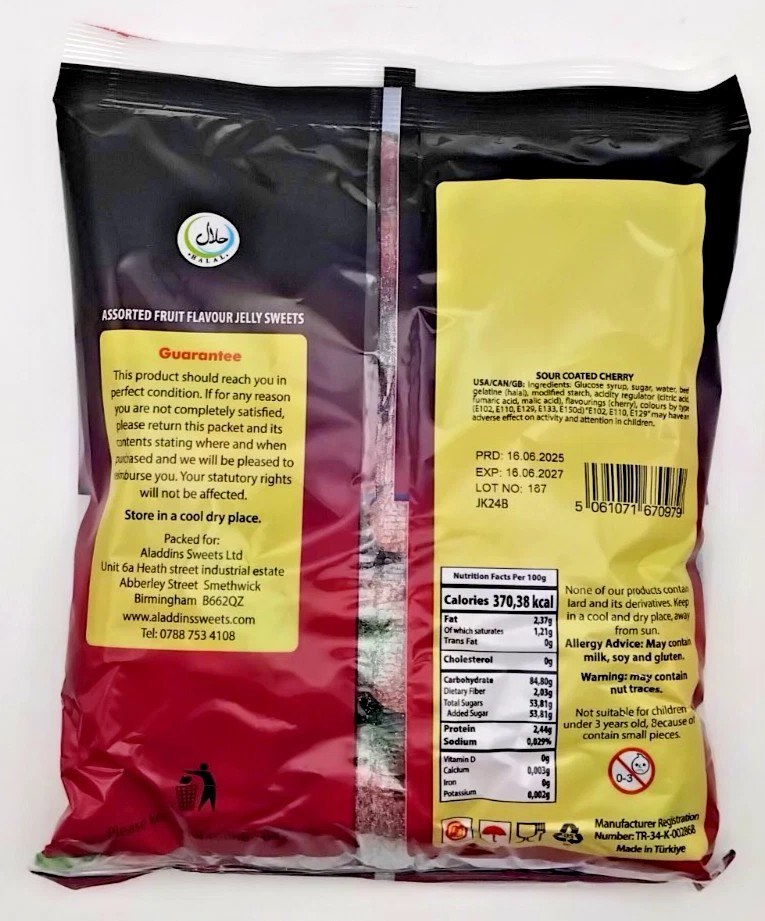 حلال
HALAL
ASSORTED FRUIT FLAVOUR JELLY SWEETS
Guarantee
This product should reach you in
perfect condition. If for any reason
you are not completely satisfied,
please return this packet and its
contents stating where and when
purchased and we will be pleased to
reimburse you. Your statutory rights
will not be affected.
Store in a cool dry place.
Packed for:
Aladdins Sweets Ltd
Unit 6a Heath street industrial estate
Abberley Street Smethwick
Birmingham B662QZ
www.aladdinssweets.com
Tel: 0788 753 4108
Please
SOUR COATED CHERRY
USA/CAN/GB: Ingredients: Glucose syrup, sugar, water, beef
gelatine (halal), modified starch, acidity regulator (citric acid,
fumaric acid, malic acid), flavourings (cherry), colours by type
(E102, E110, E129, E133, E150d) "E102, E110, E129" may have an
adverse effect on activity and attention in children.
PRD: 16.06.2025
EXP: 16.06.2027
LOT NO: 187
JK24B
5 061071 670979
Nutrition Facts Per 100g
Calories 370,38 kcal
Fat 2,37g
Of which saturates 1,21g
Trans Fat 0g
Cholesterol 0g
Carbohydrate 84,80g
Dietary Fiber 2,03g
Total Sugars 53,81g
Added Sugar 53,81g
Protein 2,44g
Sodium 0,029%
Vitamin D 0g
Calcium 0,003g
Iron 0g
Potassium 0,002g
None of our products contain
lard and its derivatives. Keep
in a cool and dry place, away
from sun.
Allergy Advice: May contain
milk, soy and gluten.
Warning: may contain
nut traces.
Not suitable for children
under 3 years old, Because of
contain small pieces.
0-3
Manufacturer Registration
Number: TR-34-K-002868
Made in Türkiye